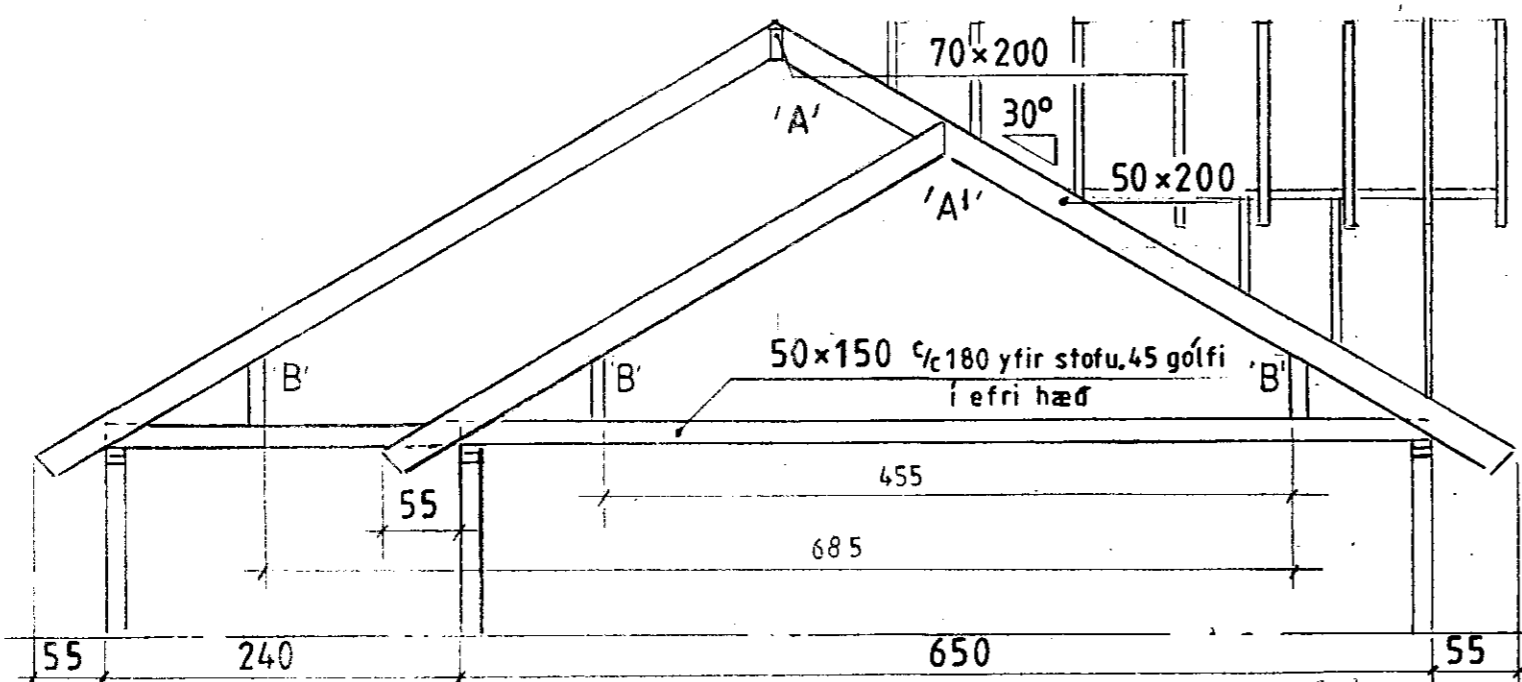 70×200
'A'
30°
50×200
'A1'
50×150 c/c 180 yfir stofu. 45 gólfi
í efri hæð
'B'
B'
'B'
455
55
685
55
240
650
55